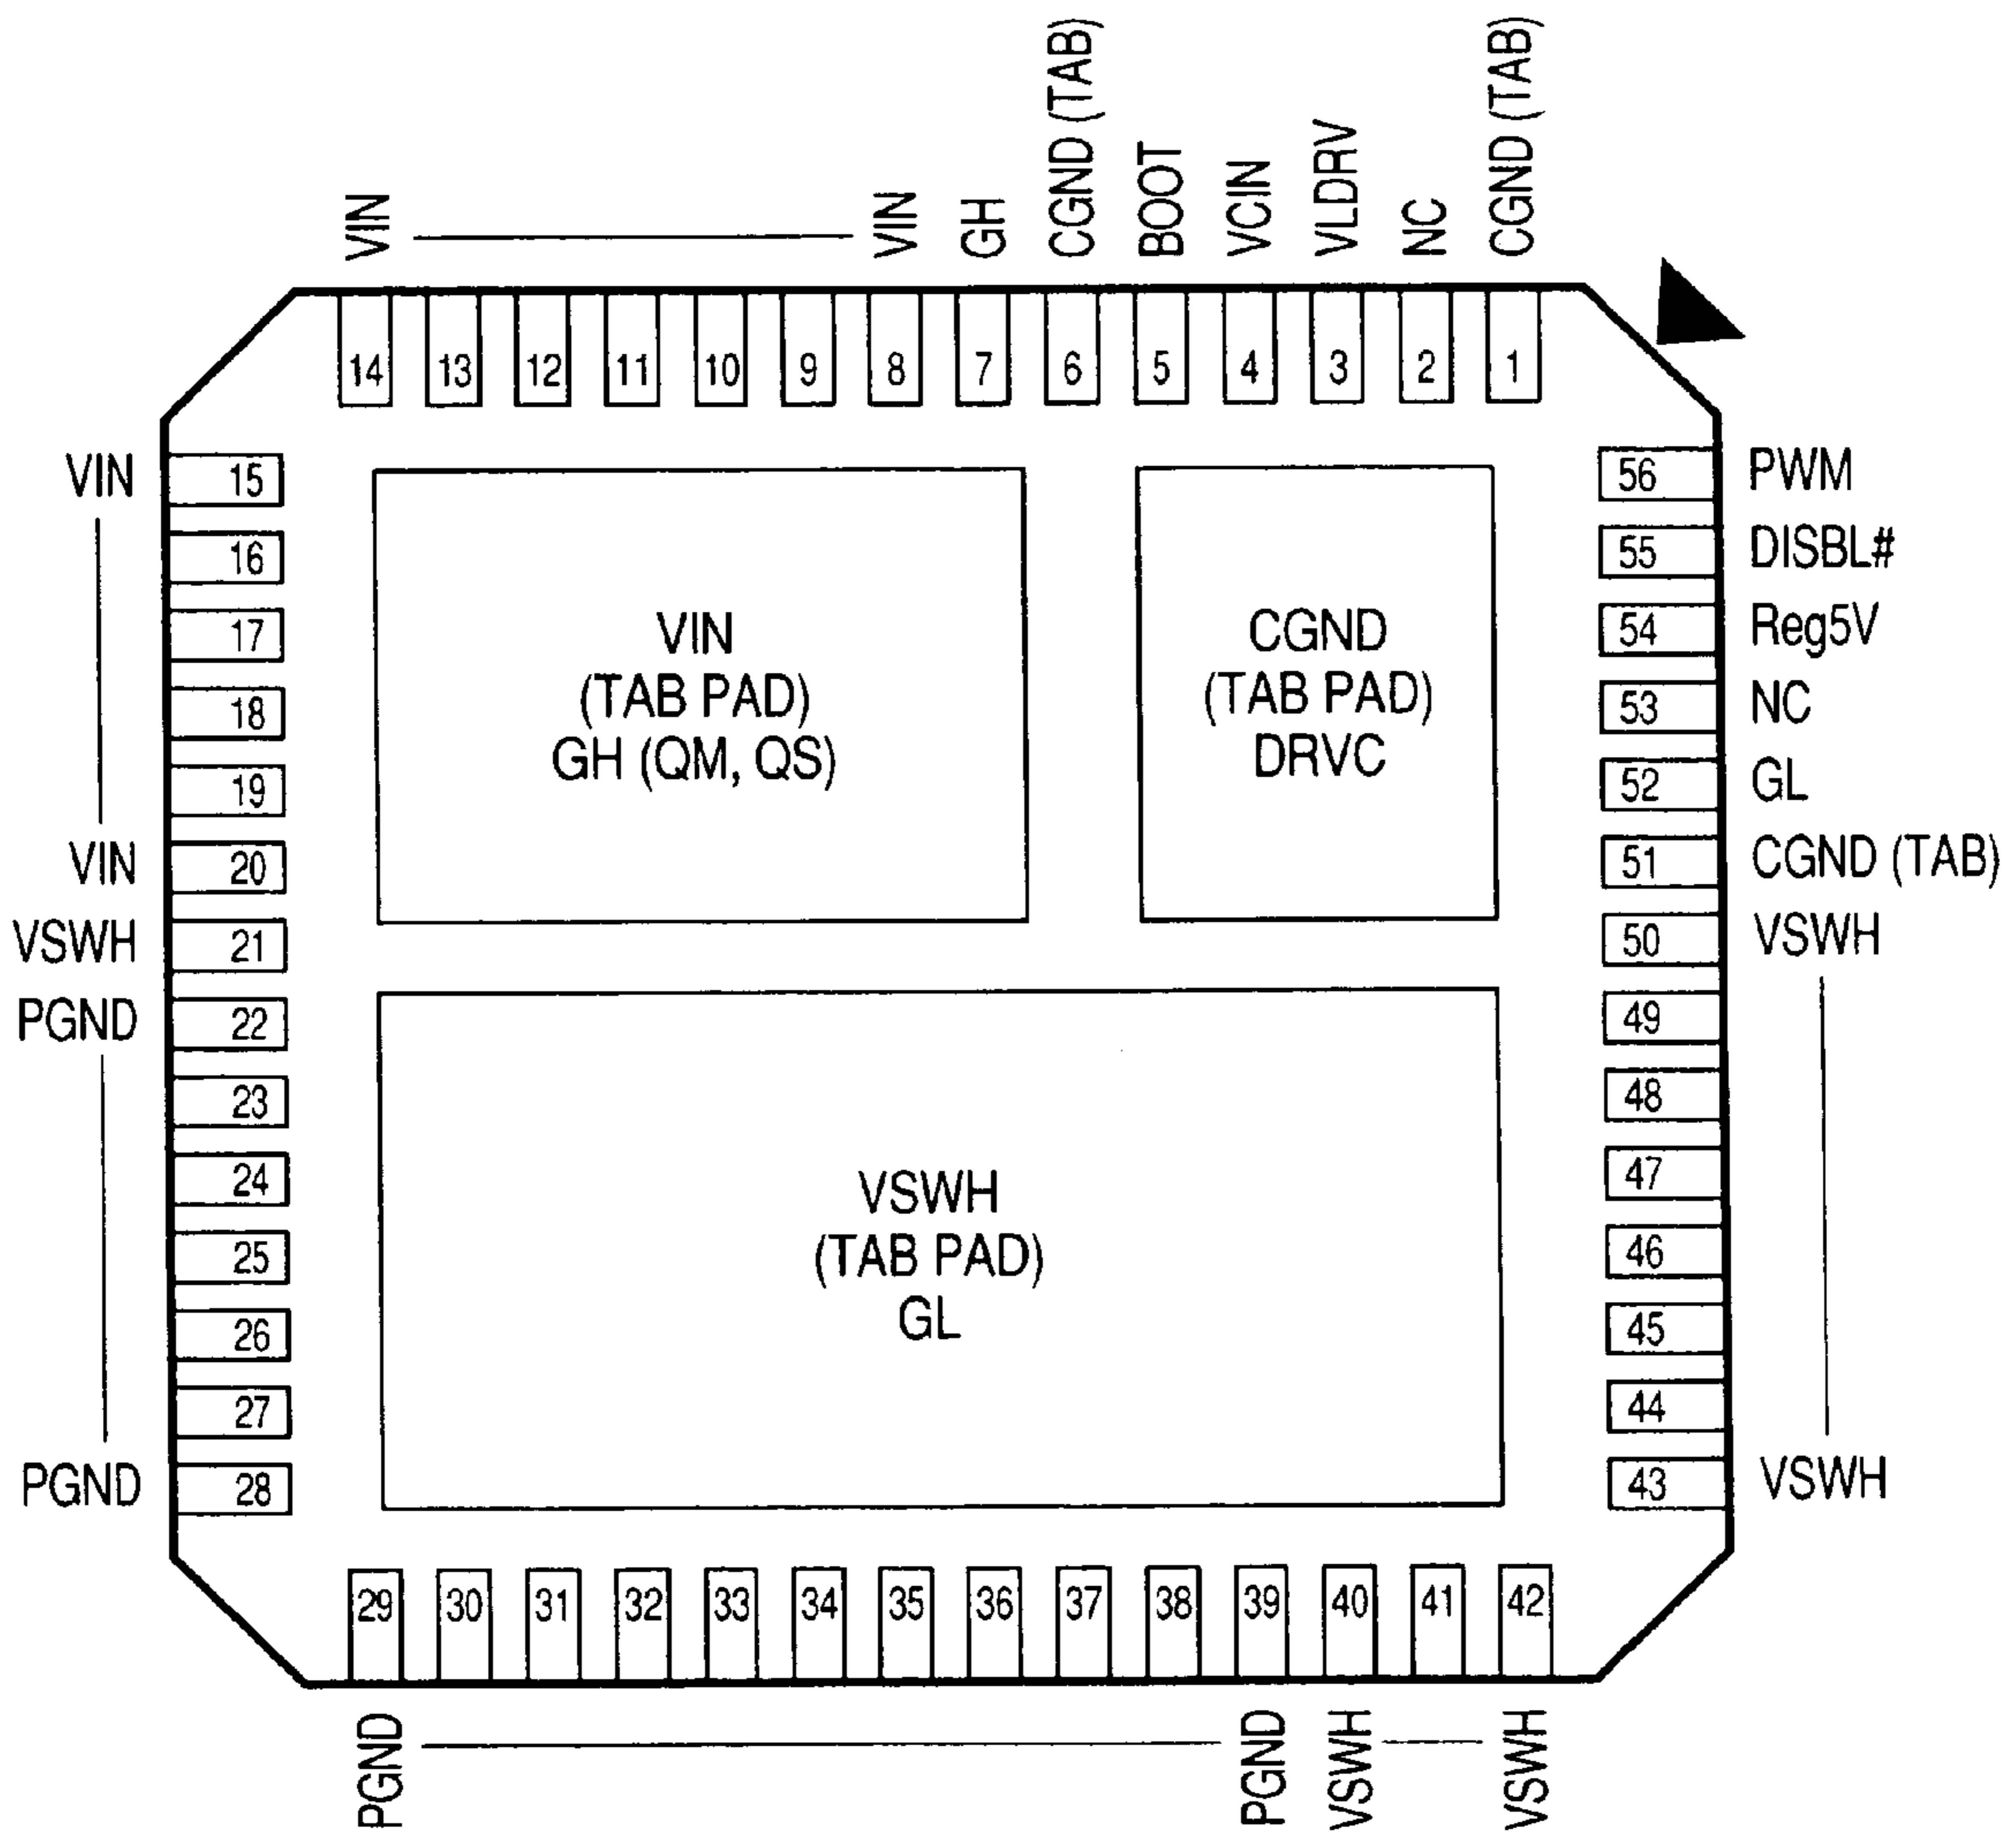 VIN
VIN
GH
CGND (TAB)
BOOT
VCIN
VLDRV
NC
CGND (TAB)
14
13
12
11
10
9
8
7
6
5
4
3
2
1
VIN
15
16
17
18
19
VIN
20
VSWH
21
PGND
22
23
24
25
26
27
PGND
28
VIN
(TAB PAD)
GH (QM, QS)
CGND
(TAB PAD)
DRVC
VSWH
(TAB PAD)
GL
56
PWM
55
DISBL#
54
Reg5V
53
NC
52
GL
51
CGND (TAB)
50
VSWH
49
48
47
46
45
44
43
VSWH
29
30
31
32
33
34
35
36
37
38
39
40
41
42
PGND
PGND
VSWH
VSWH